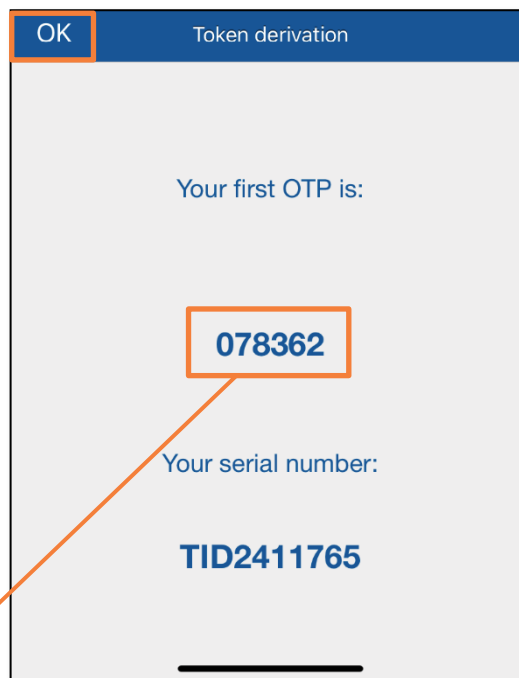 OK
Token derivation
Your first OTP is:
078362
Your serial number:
TID2411765